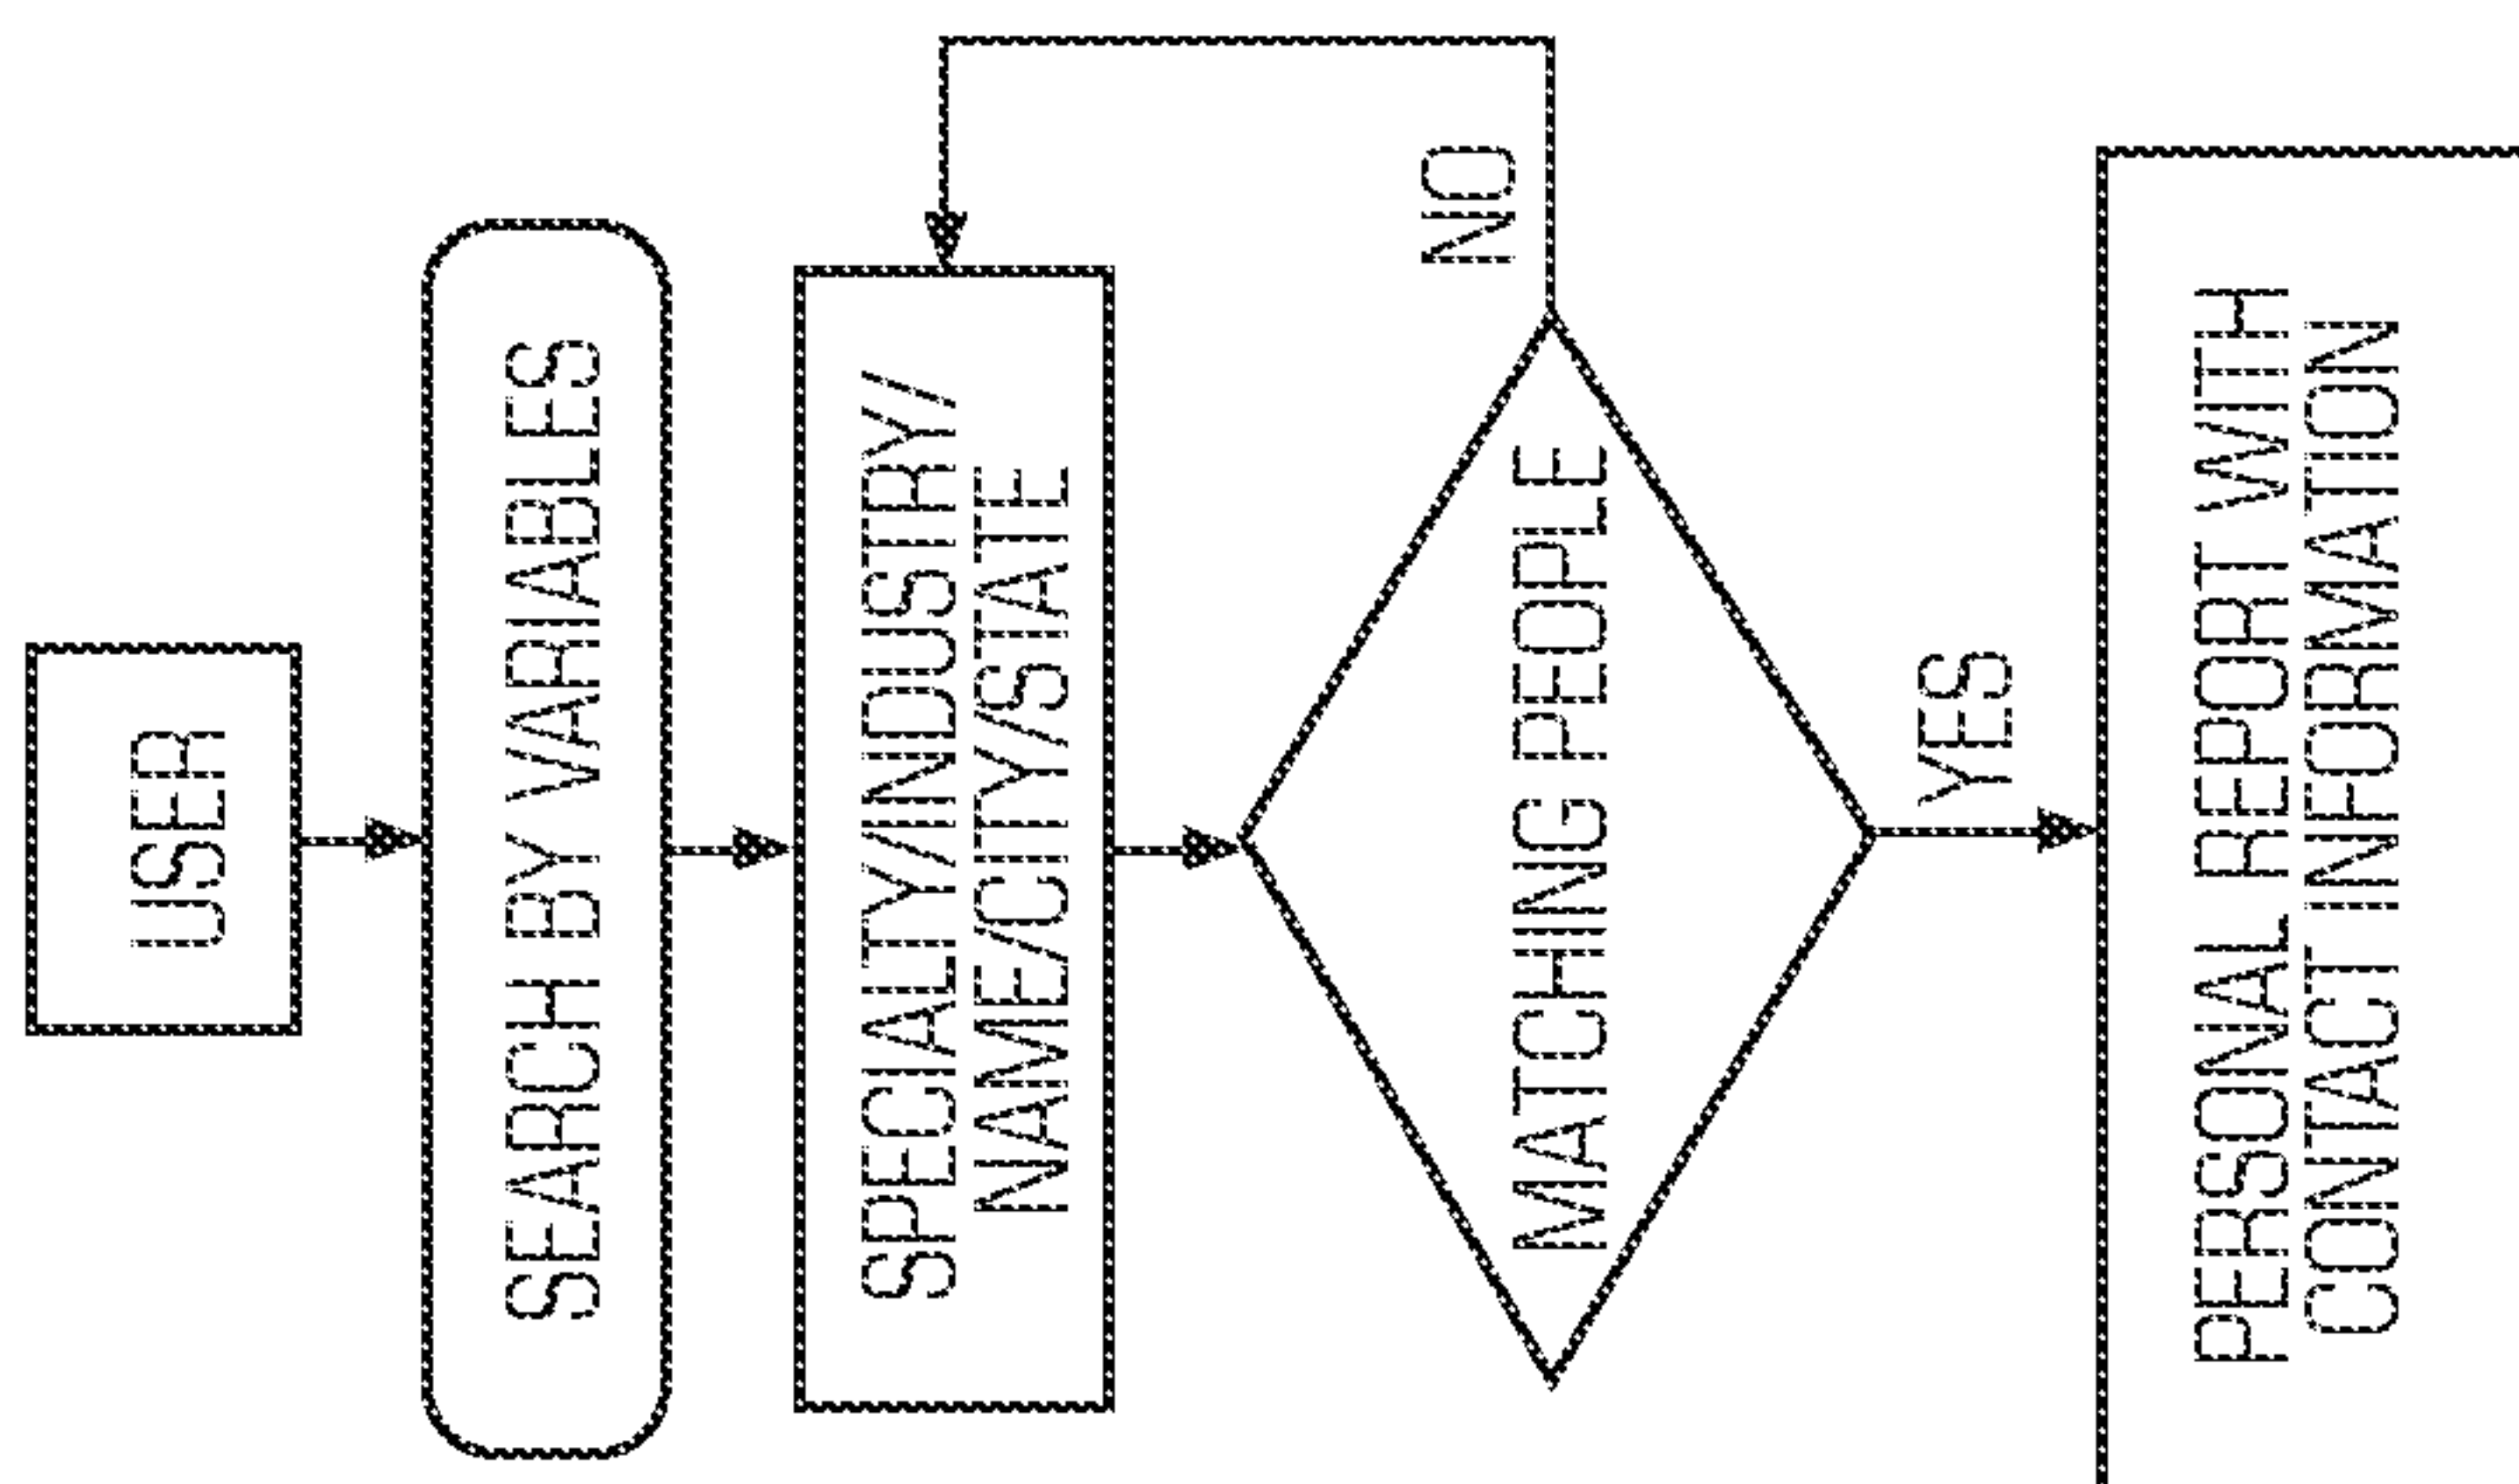 USER
SEARCH BY VARIABLES
SPECIALTY/INDUSTRY/
NAME/CITY/STATE
MATCHING PEOPLE
NO
YES
PERSONAL REPORT WITH
CONTACT INFORMATION